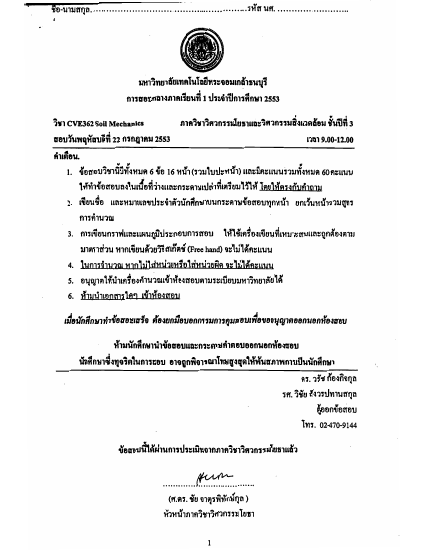 ชื่อ-นามสกุล............................................................รหัส นศ.
มหาวิทยาลัยเทคโนโลยีพระจอมเกล้าธนบุรี
การสอบกลางภาคเรียนที่ 1 ประจำปีการศึกษา 2553
วิชา CVE362 Soil Mechanics ภาควิชาวิศวกรรมโยธาและวิศวกรรมสิ่งแวดล้อม ชั้นปีที่ 3
สอบวันพฤหัสบดีที่ 22 กรกฎาคม 2553 เวลา 9.00-12.00
คำเตือน.
1. ข้อสอบวิชานี้มีทั้งหมด 6 ข้อ 16 หน้า (รวมใบปะหน้า) และมีคะแนนรวมทั้งหมด 60 คะแนน
ให้ทำข้อสอบลงในเนื้อที่ว่างและกระดาษเปล่าที่เตรียมไว้ให้ โดยให้ตรงกับคำถาม
2. เขียนชื่อ และหมายเลขประจำตัวนักศึกษาบนกระดาษข้อสอบทุกหน้า ยกเว้นหน้ารวมสูตร
การคำนวณ
3. การเขียนกราฟและแผนภูมิประกอบการสอบ ให้ใช้เครื่องเขียนที่เหมาะสมและถูกต้องตาม
มาตราส่วน หากเขียนด้วยวิธีสเก็ตช์ (Free hand) จะไม่ได้คะแนน
4. ในการคำนวณ หากไม่ใส่หน่วยหรือใส่หน่วยผิด จะไม่ได้คะแนน
5. อนุญาตให้นำเครื่องคำนวณเข้าห้องสอบตามระเบียบมหาวิทยาลัยได้
6. ห้ามนำเอกสารใดๆ เข้าห้องสอบ
เมื่อนักศึกษาทำข้อสอบเสร็จ ต้องยกมือบอกกรรมการคุมสอบเพื่อขออนุญาตออกนอกห้องสอบ
ห้ามนักศึกษานำข้อสอบและกระดาษคำตอบออกนอกห้องสอบ
นักศึกษาซึ่งทุจริตในการสอบ อาจถูกพิจารณาโทษสูงสุดให้พ้นสภาพการเป็นนักศึกษา
ดร. วรัช ก้องกิจกุล
รศ. วิชัย สังวรปทานสกุล
ผู้ออกข้อสอบ
โทร. 02-470-9144
ข้อสอบนี้ได้ผ่านการประเมินจากภาควิชาวิศวกรรมโยธาแล้ว
(ศ.ดร. ชัย จาตุรพิทักษ์กุล )
หัวหน้าภาควิชาวิศวกรรมโยธา
1